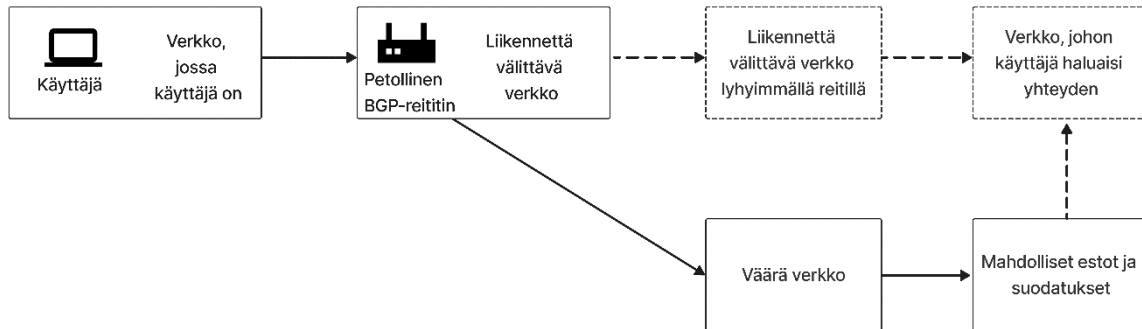 Käyttäjä
Verkko,
jossa
käyttäjä on
Petollinen
BGP-reititin
Liikennettä
välittävä
verkko
Liikennettä
välittävä verkko
lyhyimmällä reitillä
Verkko, johon
käyttäjä haluaisi
yhteyden
Väärä verkko
Mahdolliset estot ja
suodatukset